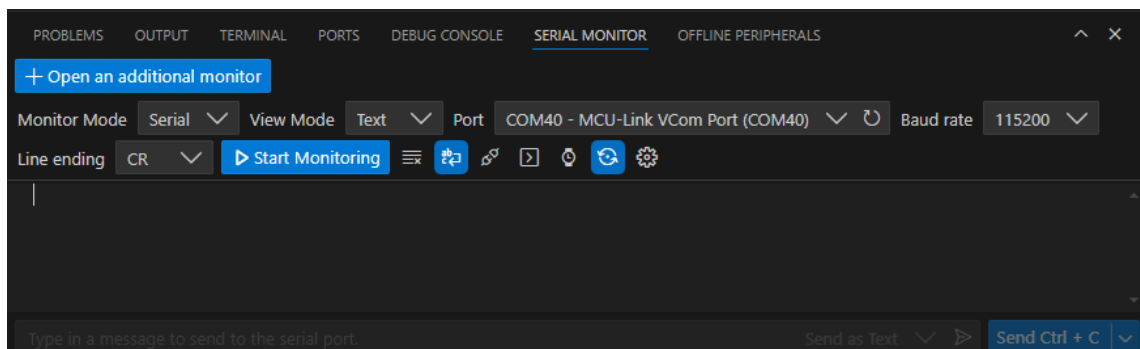 PROBLEMS OUTPUT TERMINAL PORTS DEBUG CONSOLE SERIAL MONITOR OFFLINE PERIPHERALS
+ Open an additional monitor
Monitor Mode Serial View Mode Text Port COM40 - MCU-Link VCom Port (COM40) Baud rate 115200
Line ending CR Start Monitoring
Type in a message to send to the serial port. Send as Text Send Ctrl + C